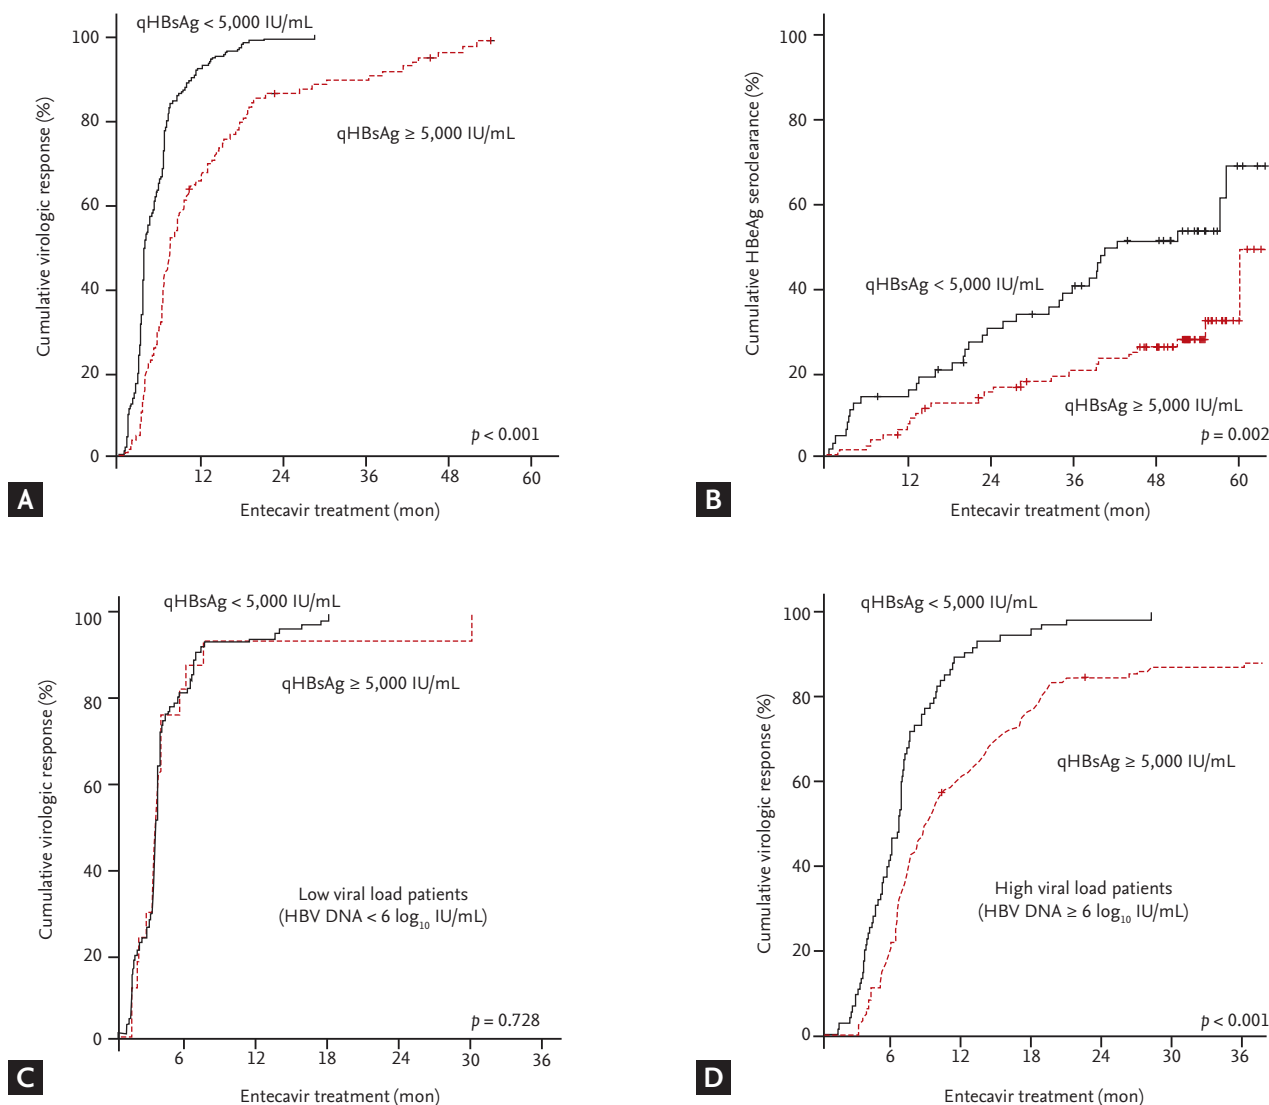 qHBsAg < 5,000 IU/mL
100
80
60
40
20
0
Cumulative virologic response (%)
qHBsAg ≥ 5,000 IU/mL
p < 0.001
12 24 36 48 60
Entecavir treatment (mon)
A
100
80
60
40
20
0
Cumulative HBeAg seroclearance (%)
qHBsAg < 5,000 IU/mL
qHBsAg ≥ 5,000 IU/mL
p = 0.002
12 24 36 48 60
Entecavir treatment (mon)
B
qHBsAg < 5,000 IU/mL
100
80
60
40
20
0
Cumulative virologic response (%)
qHBsAg ≥ 5,000 IU/mL
Low viral load patients
(HBV DNA < 6 log10 IU/mL)
p = 0.728
6 12 18 24 30 36
Entecavir treatment (mon)
C
qHBsAg < 5,000 IU/mL
100
80
60
40
20
0
Cumulative virologic response (%)
qHBsAg ≥ 5,000 IU/mL
High viral load patients
(HBV DNA ≥ 6 log10 IU/mL)
p < 0.001
6 12 18 24 30 36
Entecavir treatment (mon)
D